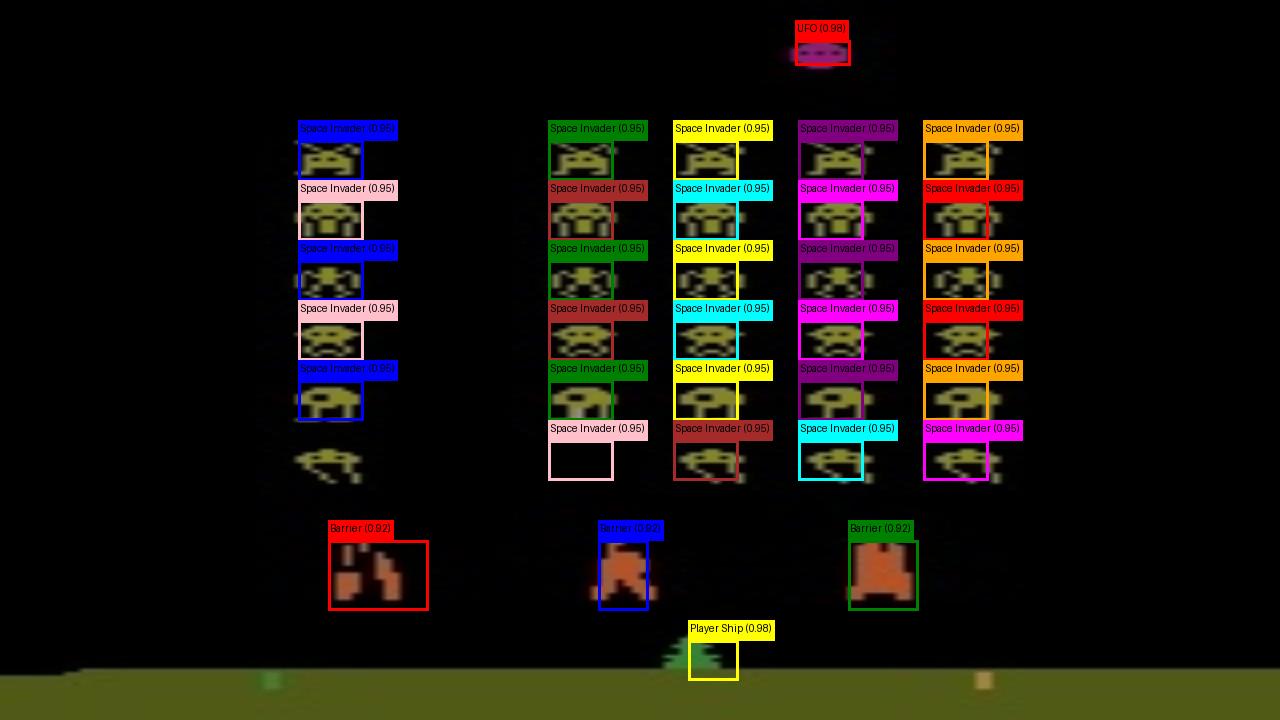 UFO (0.98)
Space Invader (0.95) Space Invader (0.95) Space Invader (0.95) Space Invader (0.95) Space Invader (0.95)
Space Invader (0.95) Space Invader (0.95) Space Invader (0.95) Space Invader (0.95) Space Invader (0.95)
Space Invader (0.95) Space Invader (0.95) Space Invader (0.95) Space Invader (0.95) Space Invader (0.95)
Space Invader (0.95) Space Invader (0.95) Space Invader (0.95) Space Invader (0.95) Space Invader (0.95)
Space Invader (0.95) Space Invader (0.95) Space Invader (0.95) Space Invader (0.95) Space Invader (0.95)
Space Invader (0.95) Space Invader (0.95) Space Invader (0.95) Space Invader (0.95)
Barrier (0.92) Barrier (0.92) Barrier (0.92)
Player Ship (0.98)